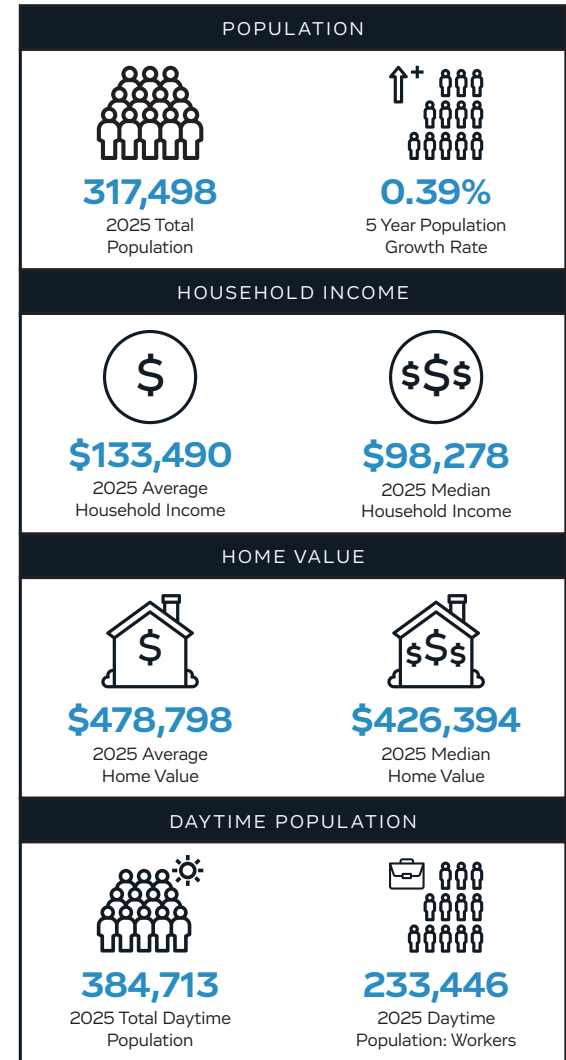 POPULATION
317,498
2025 Total
Population
0.39%
5 Year Population
Growth Rate
HOUSEHOLD INCOME
$
$133,490
2025 Average
Household Income
$$$
$98,278
2025 Median
Household Income
HOME VALUE
$
$478,798
2025 Average
Home Value
$$$
$426,394
2025 Median
Home Value
DAYTIME POPULATION
384,713
2025 Total Daytime
Population
233,446
2025 Daytime
Population: Workers